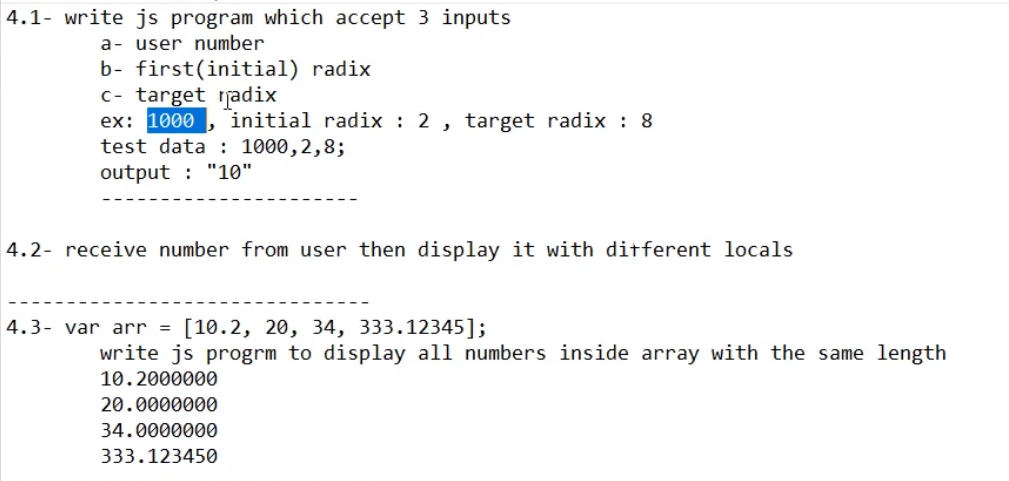 4.1- write js program which accept 3 inputs
a- user number
b- first(initial) radix
c- target radix
ex: 1000 , initial radix : 2 , target radix : 8
test data : 1000,2,8;
output : "10"
----------------------
4.2- receive number from user then display it with different locals
-------------------------------
4.3- var arr = [10.2, 20, 34, 333.12345];
write js progrm to display all numbers inside array with the same length
10.2000000
20.0000000
34.0000000
333.123450